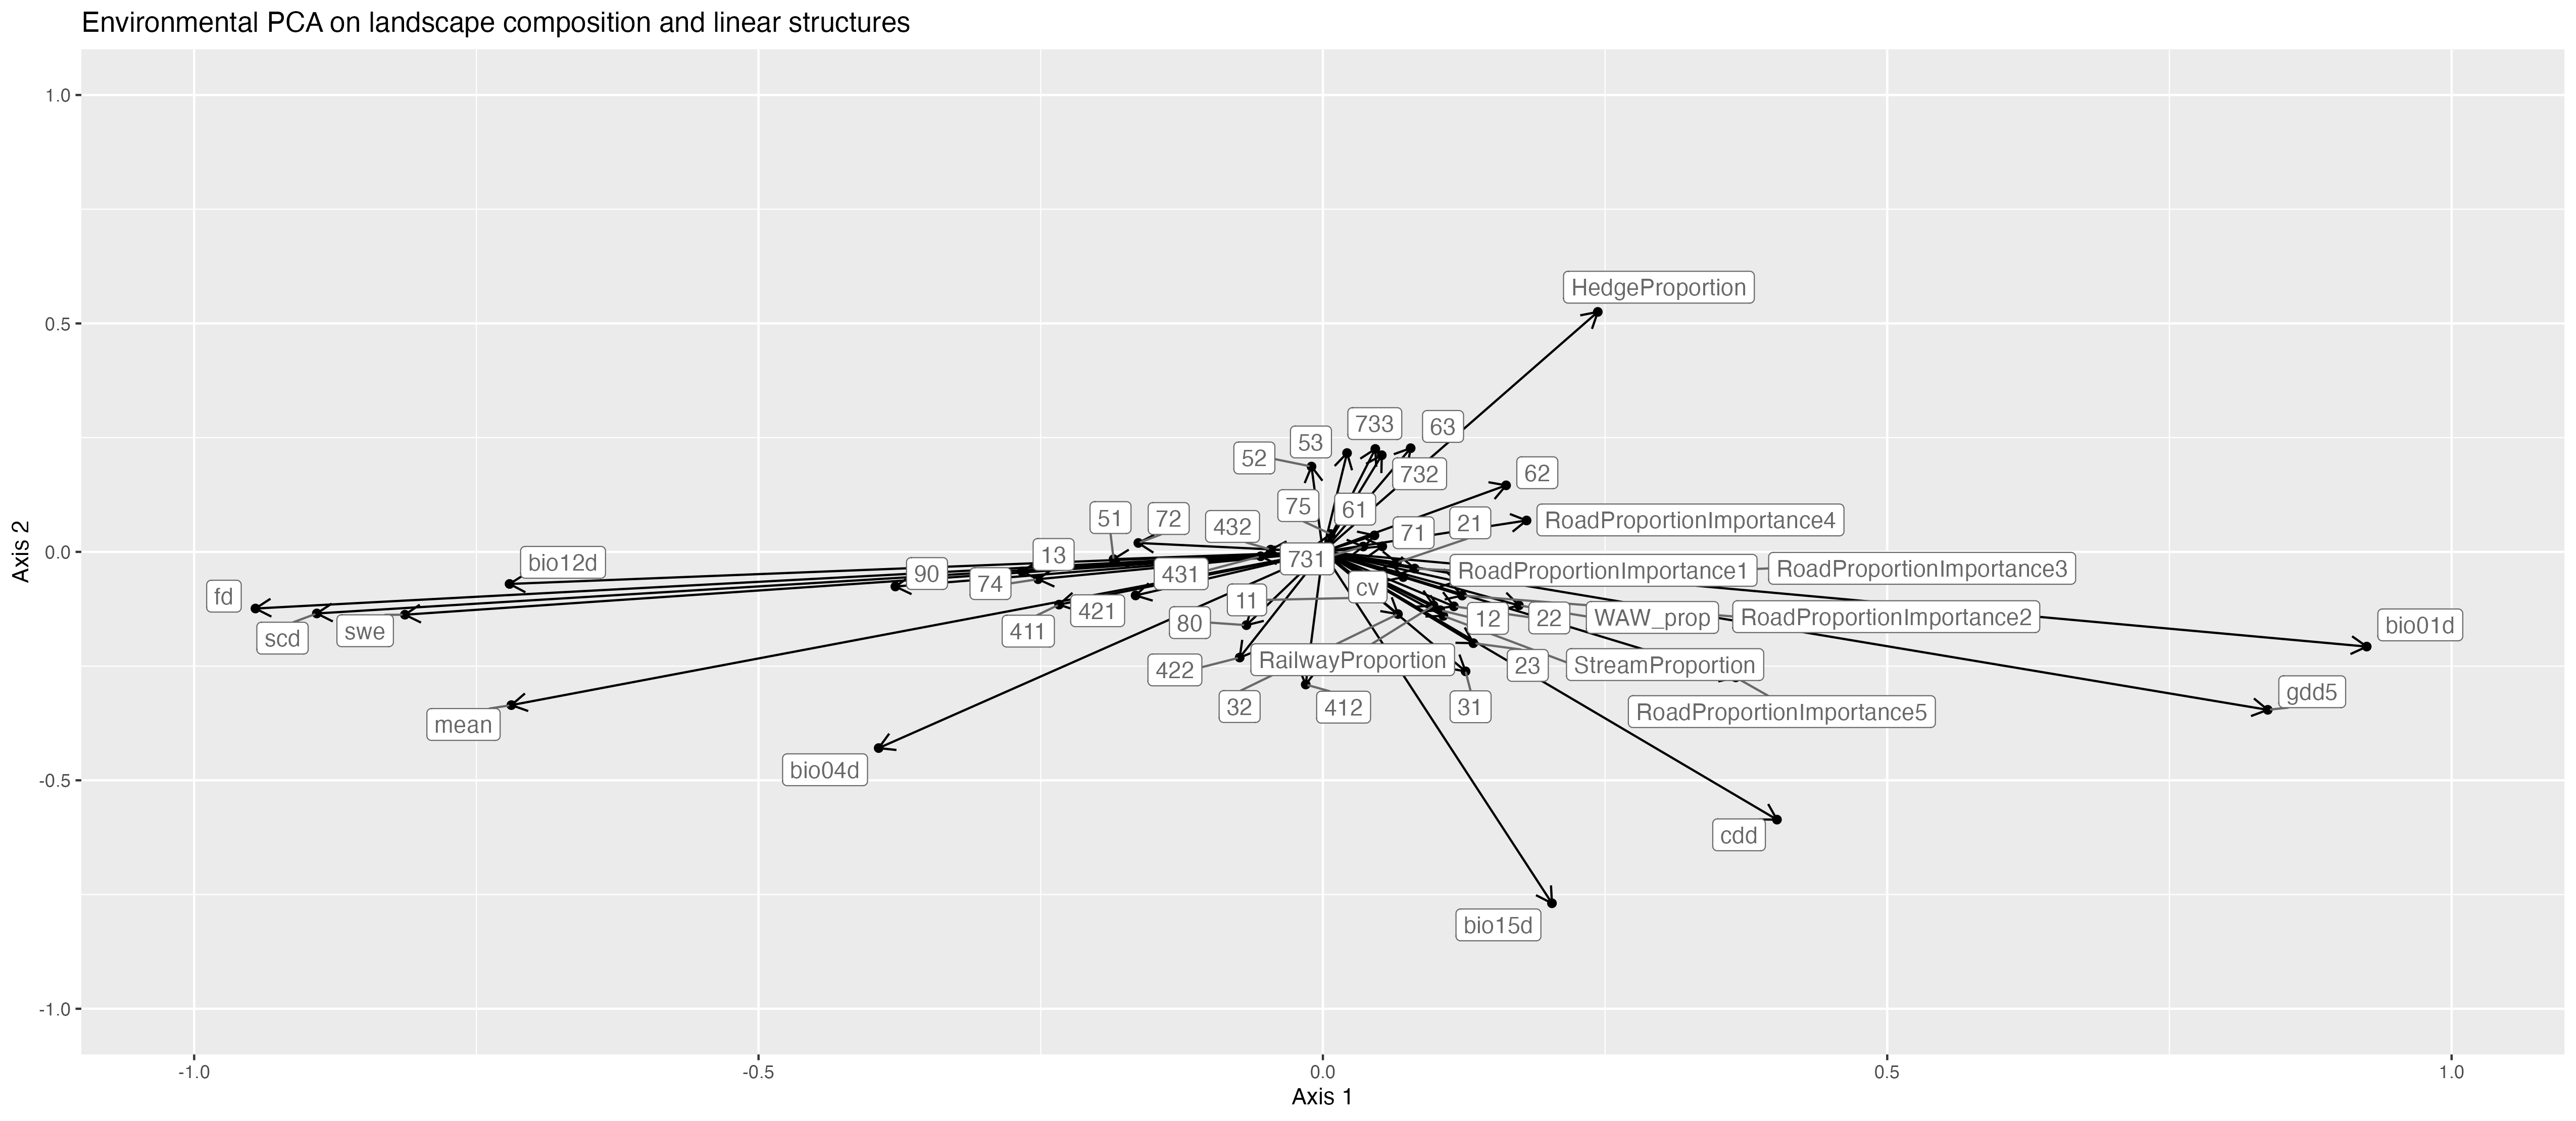 Environmental PCA on landscape composition and linear structures
1.0
HedgeProportion
0.5
733
63
53
52
732
62
75
61
51
72
432
71
21
RoadProportionImportance4
0.0
13
bio12d
731
90
74
431
RoadProportionImportance1
RoadProportionImportance3
cv
fd
11
421
12
22
WAW_prop
RoadProportionImportance2
bio01d
scd
swe
411
80
422
RailwayProportion
23
StreamProportion
gdd5
32
412
31
RoadProportionImportance5
mean
bio04d
-0.5
cdd
bio15d
-1.0
-1.0
-0.5
0.0
0.5
1.0
Axis 1
Axis 2